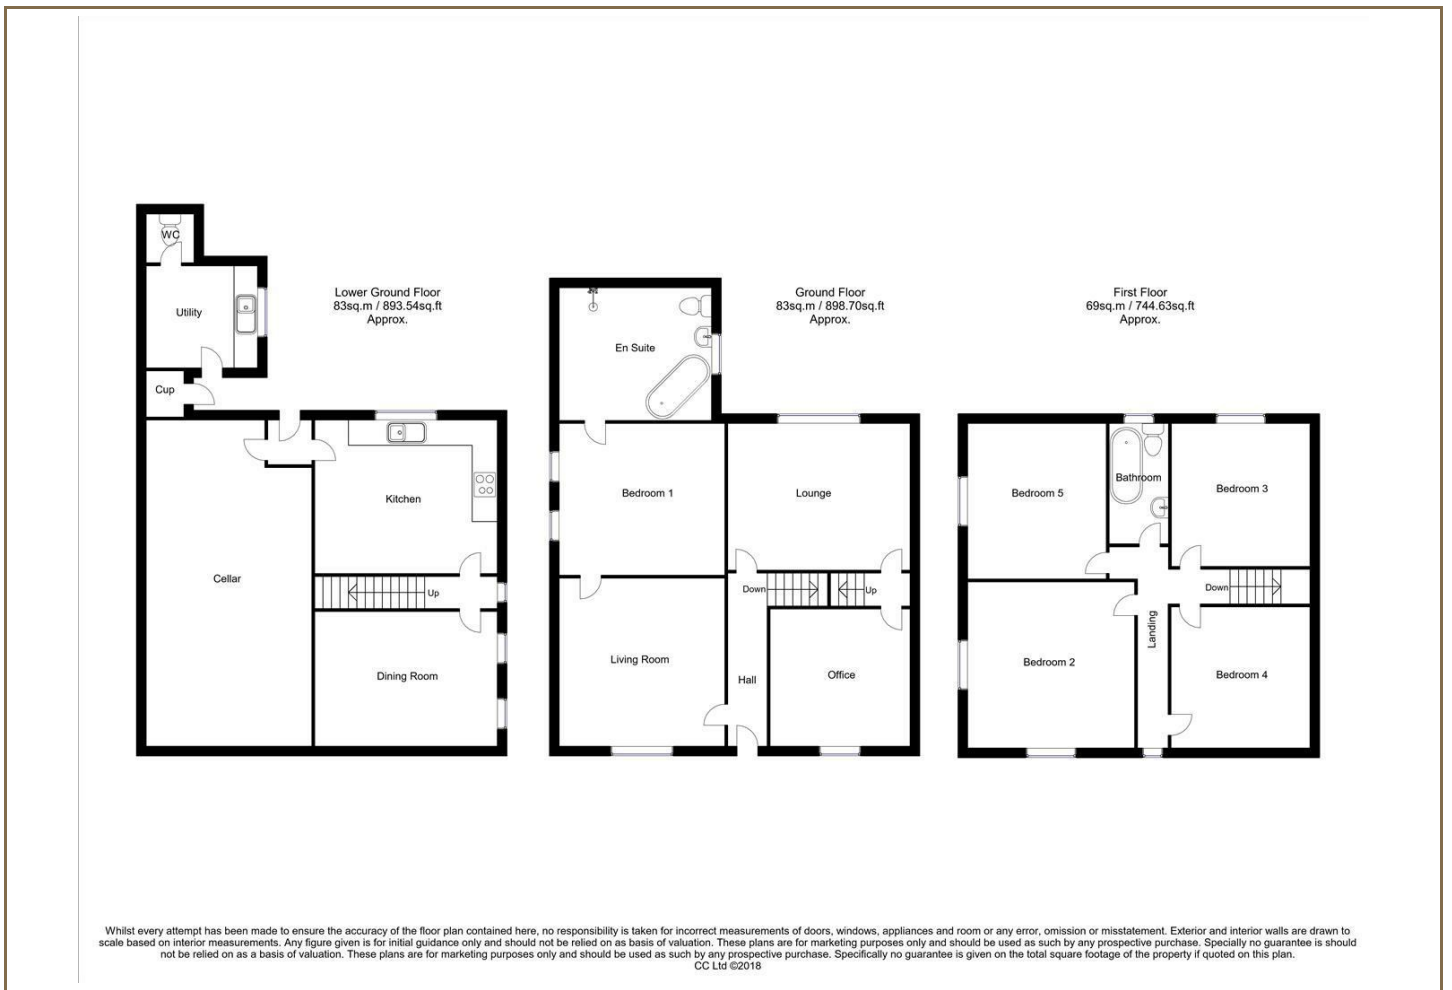 Lower Ground Floor
83sq.m / 893.54sq.ft
Approx.
WC
Utility
Cup
Kitchen
Cellar
Up
Dining Room
Ground Floor
83sq.m / 898.70sq.ft
Approx.
En Suite
Bedroom 1
Lounge
Down
Up
Living Room
Hall
Office
First Floor
69sq.m / 744.63sq.ft
Approx.
Bedroom 5
Bathroom
Bedroom 3
Down
Landing
Bedroom 2
Bedroom 4
Whilst every attempt has been made to ensure the accuracy of the floor plan contained here, no responsibility is taken for incorrect measurements of doors, windows, appliances and room or any error, omission or misstatement. Exterior and interior walls are drawn to
scale based on interior measurements. Any figure given is for initial guidance only and should not be relied on as basis of valuation. These plans are for marketing purposes only and should be used as such by any prospective purchase. Specially no guarantee is should
not be relied on as a basis of valuation. These plans are for marketing purposes only and should be used as such by any prospective purchase. Specifically no guarantee is given on the total square footage of the property if quoted on this plan.
CC Ltd ©2018